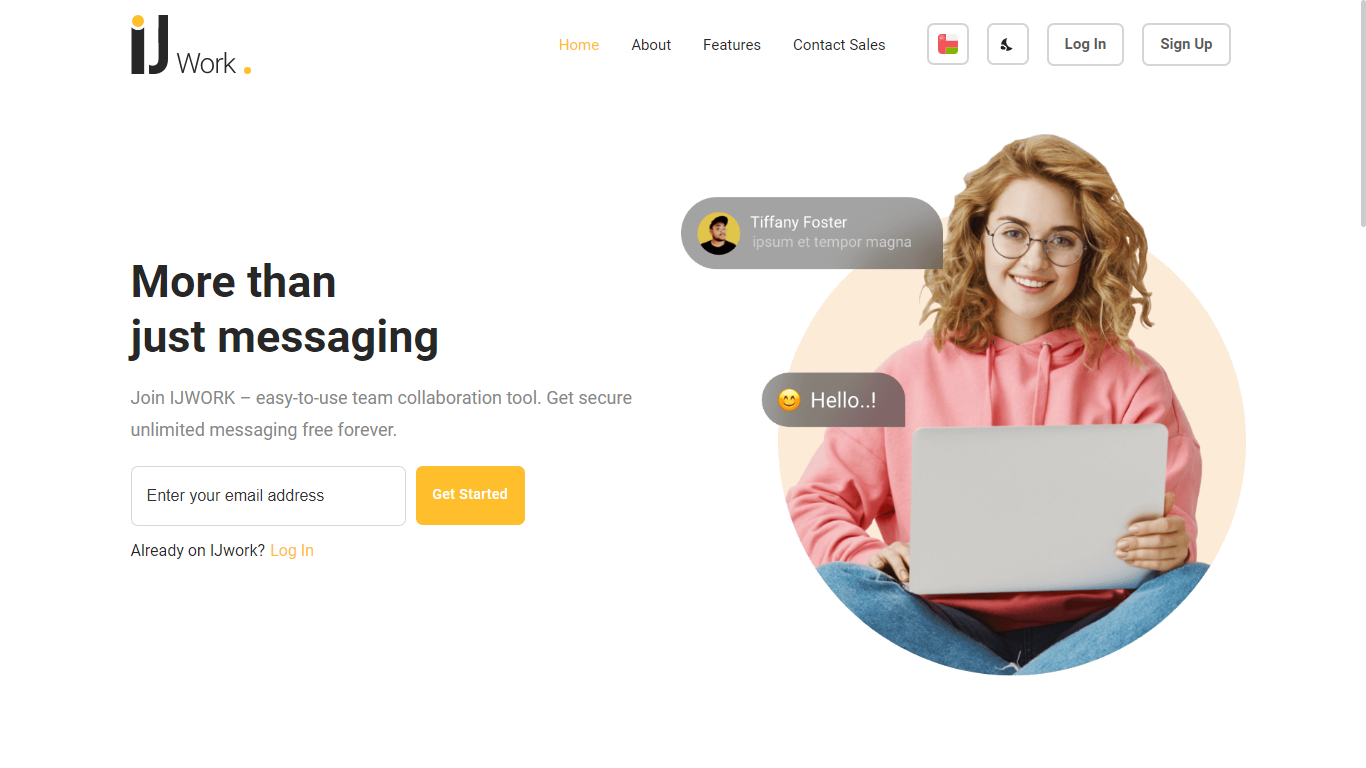 iJ Work .
Home About Features Contact Sales Log In Sign Up
Tiffany Foster
ipsum et tempor magna
More than
just messaging
Hello..!
Join IJWORK – easy-to-use team collaboration tool. Get secure
unlimited messaging free forever.
Enter your email address Get Started
Already on IJwork? Log In